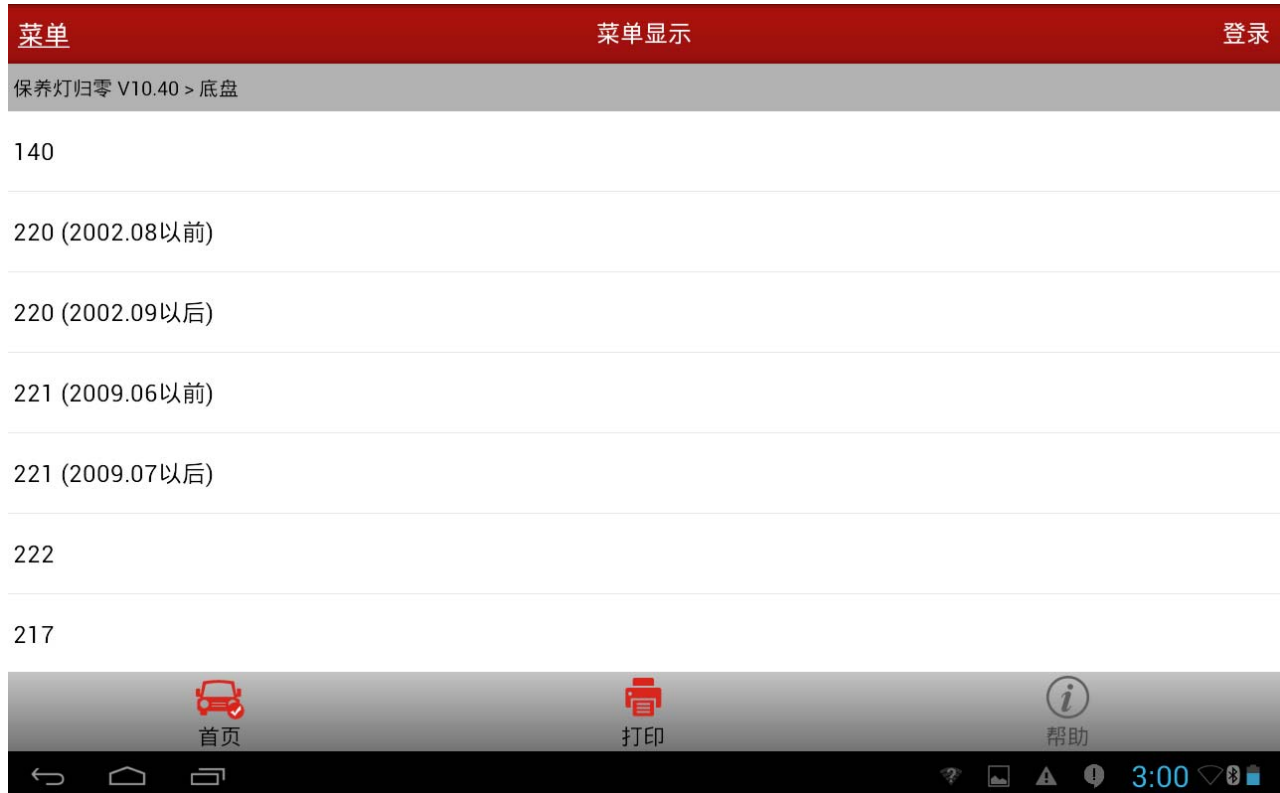 菜单 菜单显示 登录
保养灯归零 V10.40 > 底盘
140
220 (2002.08以前)
220 (2002.09以后)
221 (2009.06以前)
221 (2009.07以后)
222
217
首页 打印 帮助
3:00